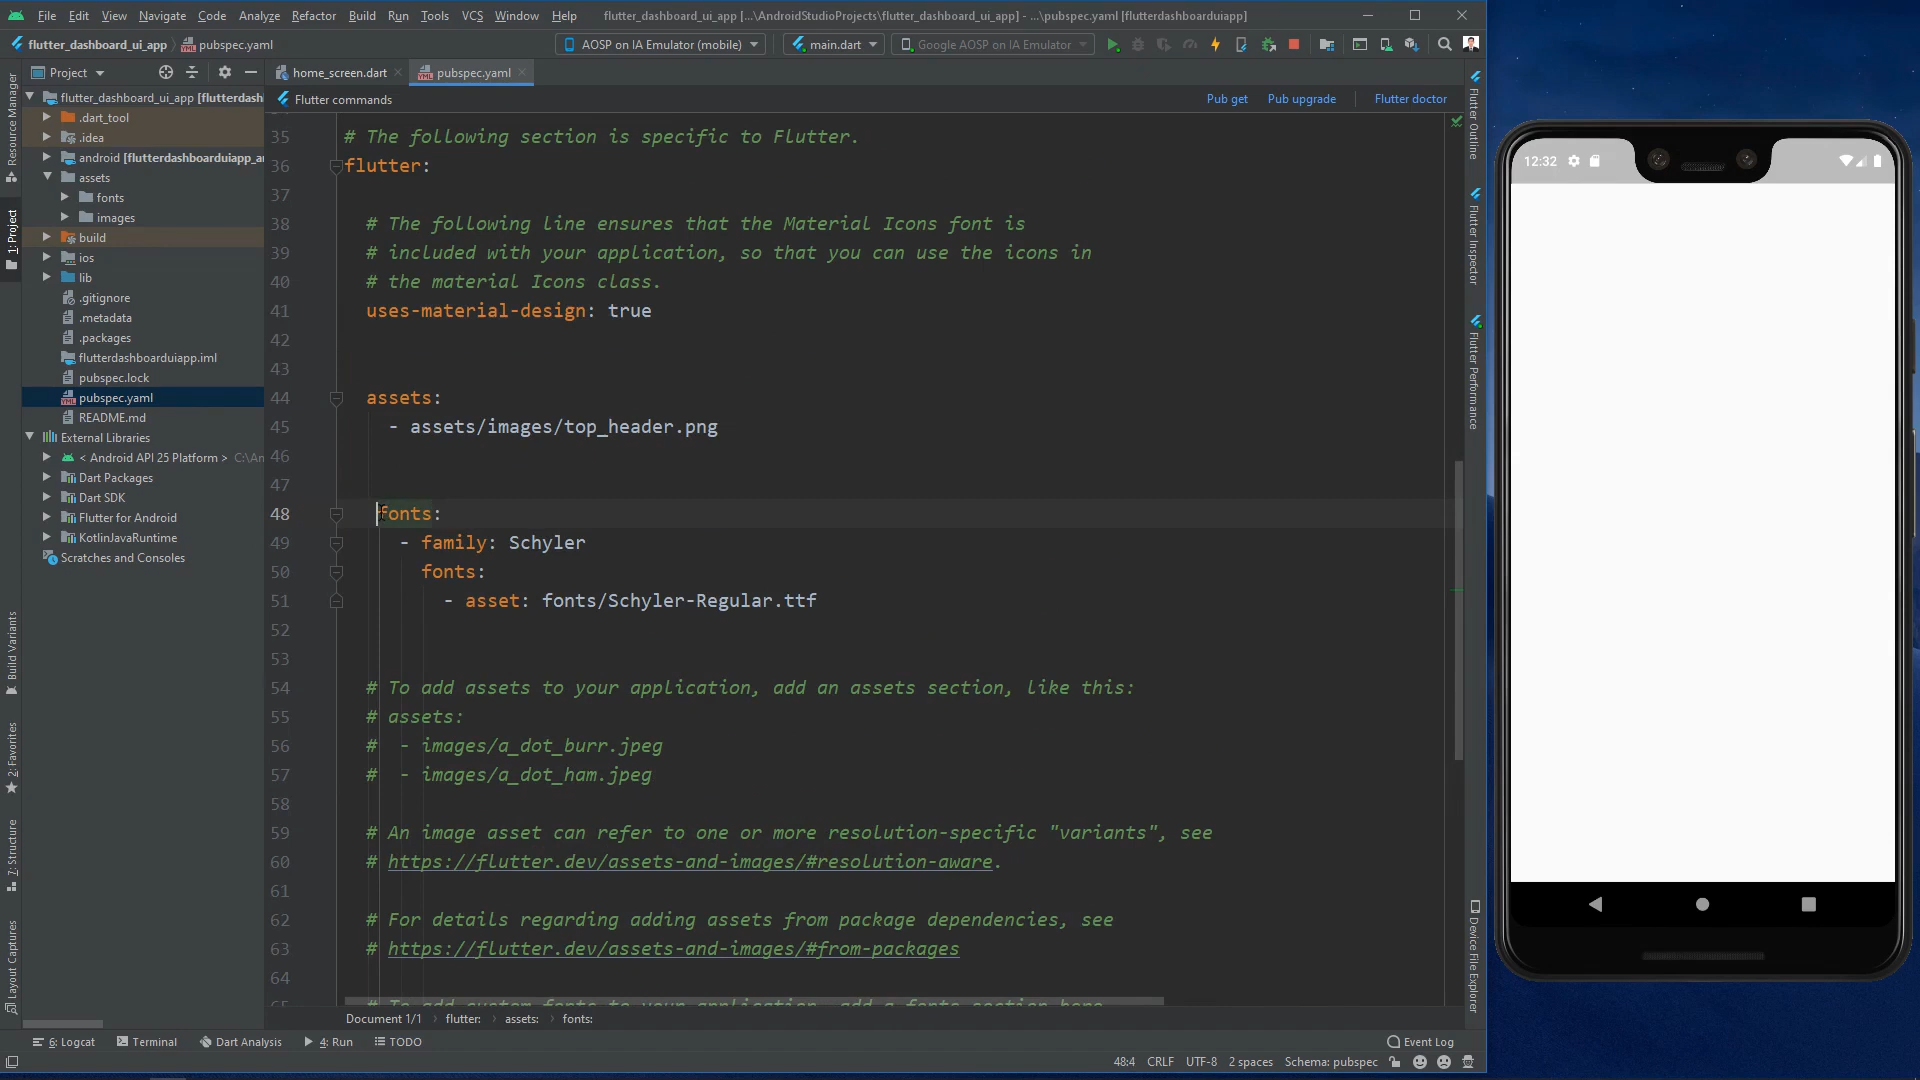 File Edit View Navigate Code Analyze Refactor Build Run Tools VCS Window Help flutter_dashboard_ui_app [...\AndroidStudioProjects\flutter_dashboard_ui_app] - ...\pubspec.yaml [flutterdashboarduiapp]
flutter_dashboard_ui_app pubspec.yaml AOSP on IA Emulator (mobile) main.dart Google AOSP on IA Emulator
Project home_screen.dart pubspec.yaml
Flutter commands Pub get Pub upgrade Flutter doctor
flutter_dashboard_ui_app [flutterdash
.dart_tool
.idea
android [flutterdashboarduiapp_a
assets
fonts
images
build
ios
lib
.gitignore
.metadata
.packages
flutterdashboarduiapp.iml
pubspec.lock
pubspec.yaml
README.md
External Libraries
< Android API 25 Platform > C:\An
Dart Packages
Dart SDK
Flutter for Android
KotlinJavaRuntime
Scratches and Consoles
Resource Manager
1: Project
Build Variants
2: Favorites
7: Structure
Layout Captures
35 # The following section is specific to Flutter.
36 flutter:
37
38 # The following line ensures that the Material Icons font is
39 # included with your application, so that you can use the icons in
40 # the material Icons class.
41 uses-material-design: true
42
43
44 assets:
45 - assets/images/top_header.png
46
47
48 fonts:
49 - family: Schyler
50 fonts:
51 - asset: fonts/Schyler-Regular.ttf
52
53
54 # To add assets to your application, add an assets section, like this:
55 # assets:
56 # - images/a_dot_burr.jpeg
57 # - images/a_dot_ham.jpeg
58
59 # An image asset can refer to one or more resolution-specific "variants", see
60 # https://flutter.dev/assets-and-images/#resolution-aware.
61
62 # For details regarding adding assets from package dependencies, see
63 # https://flutter.dev/assets-and-images/#from-packages
64
65 # To add custom fonts to your application, add a fonts section here
Document 1/1 flutter: assets: fonts:
6: Logcat Terminal Dart Analysis 4: Run TODO Event Log
48:4 CRLF UTF-8 2 spaces Schema: pubspec
Flutter Outline
Flutter Inspector
Flutter Performance
Device File Explorer
12:32